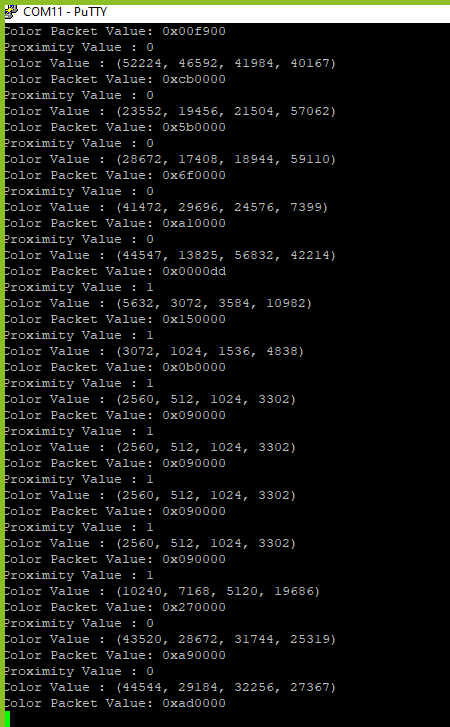 COM11 - PuTTY
Color Packet Value: 0x00f900
Proximity Value : 0
Color Value : (52224, 46592, 41984, 40167)
Color Packet Value: 0xcb0000
Proximity Value : 0
Color Value : (23552, 19456, 21504, 57062)
Color Packet Value: 0x5b0000
Proximity Value : 0
Color Value : (28672, 17408, 18944, 59110)
Color Packet Value: 0x6f0000
Proximity Value : 0
Color Value : (41472, 29696, 24576, 7399)
Color Packet Value: 0xa10000
Proximity Value : 0
Color Value : (44547, 13825, 56832, 42214)
Color Packet Value: 0x0000dd
Proximity Value : 1
Color Value : (5632, 3072, 3584, 10982)
Color Packet Value: 0x150000
Proximity Value : 1
Color Value : (3072, 1024, 1536, 4838)
Color Packet Value: 0x0b0000
Proximity Value : 1
Color Value : (2560, 512, 1024, 3302)
Color Packet Value: 0x090000
Proximity Value : 1
Color Value : (2560, 512, 1024, 3302)
Color Packet Value: 0x090000
Proximity Value : 1
Color Value : (2560, 512, 1024, 3302)
Color Packet Value: 0x090000
Proximity Value : 1
Color Value : (2560, 512, 1024, 3302)
Color Packet Value: 0x090000
Proximity Value : 1
Color Value : (10240, 7168, 5120, 19686)
Color Packet Value: 0x270000
Proximity Value : 0
Color Value : (43520, 28672, 31744, 25319)
Color Packet Value: 0xa90000
Proximity Value : 0
Color Value : (44544, 29184, 32256, 27367)
Color Packet Value: 0xad0000